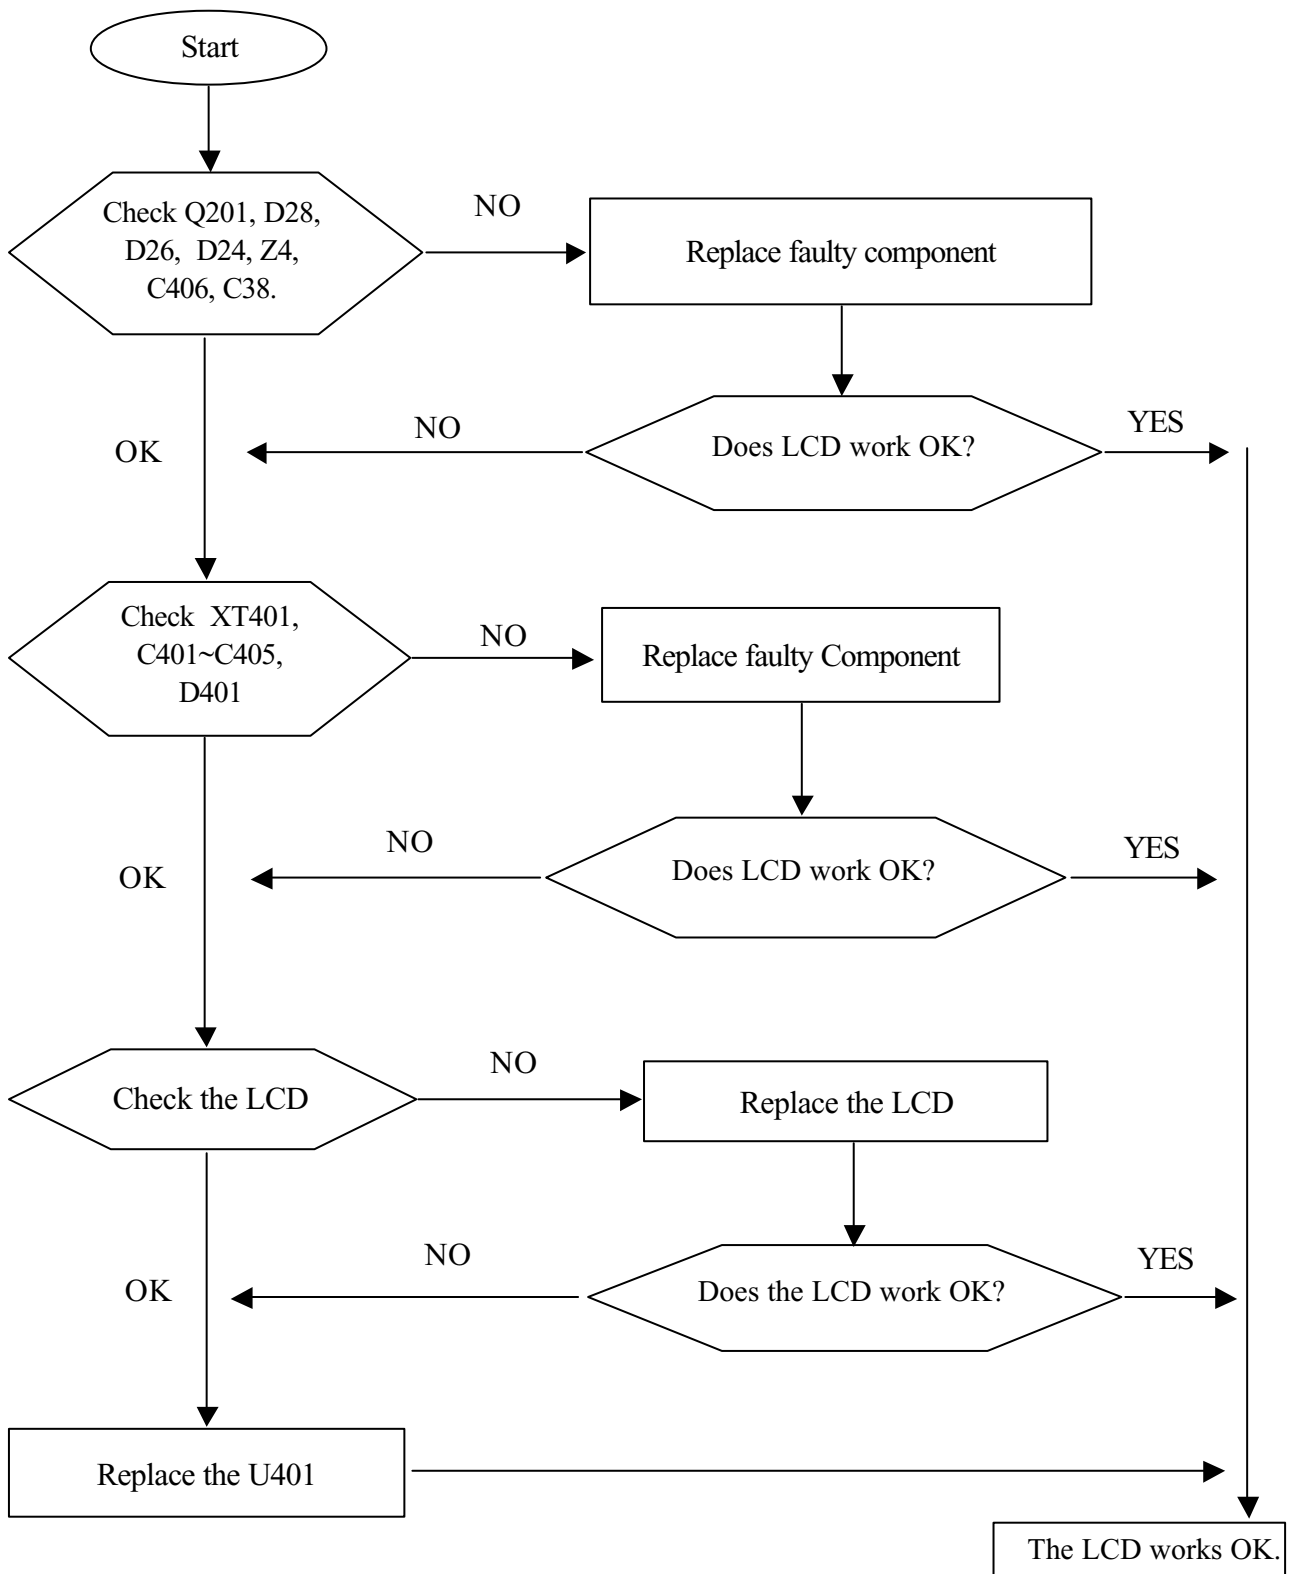 Start
Check Q201, D28,
D26, D24, Z4,
C406, C38.
NO
Replace faulty component
OK
NO
Does LCD work OK?
YES
Check XT401,
C401~C405,
D401
NO
Replace faulty Component
OK
NO
Does LCD work OK?
YES
Check the LCD
NO
Replace the LCD
OK
NO
Does the LCD work OK?
YES
Replace the U401
The LCD works OK.